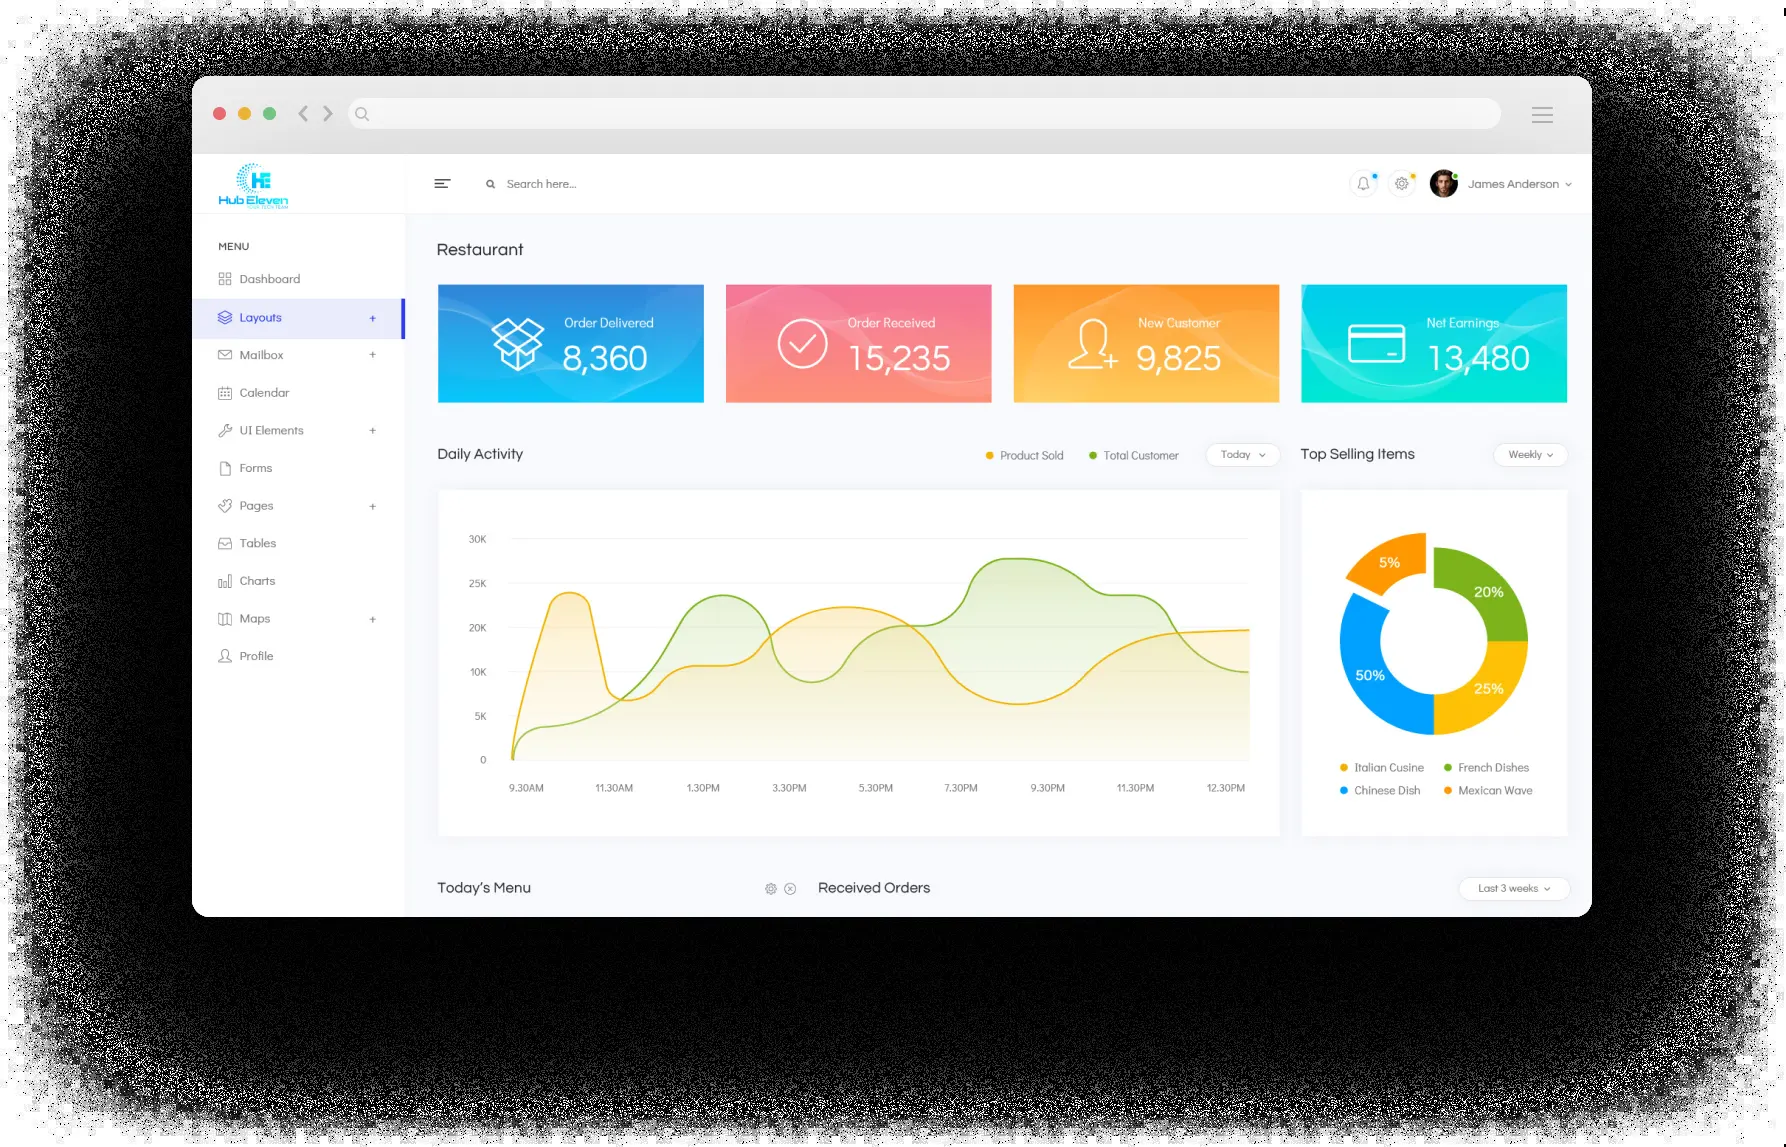 Hub Eleven
YOUR TECH TEAM
Search here...
James Anderson
MENU
Dashboard
Layouts +
Mailbox +
Calendar
UI Elements +
Forms
Pages +
Tables
Charts
Maps +
Profile
Restaurant
Order Delivered
8,360
Order Received
15,235
New Customer
9,825
Net Earnings
13,480
Daily Activity
Product Sold
Total Customer
Today
30K
25K
20K
10K
5K
0
9.30AM 11.30AM 1.30PM 3.30PM 5.30PM 7.30PM 9.30PM 11.30PM 12.30PM
Top Selling Items
Weekly
5%
20%
50%
25%
Italian Cusine French Dishes
Chinese Dish Mexican Wave
Today's Menu
Received Orders
Last 3 weeks